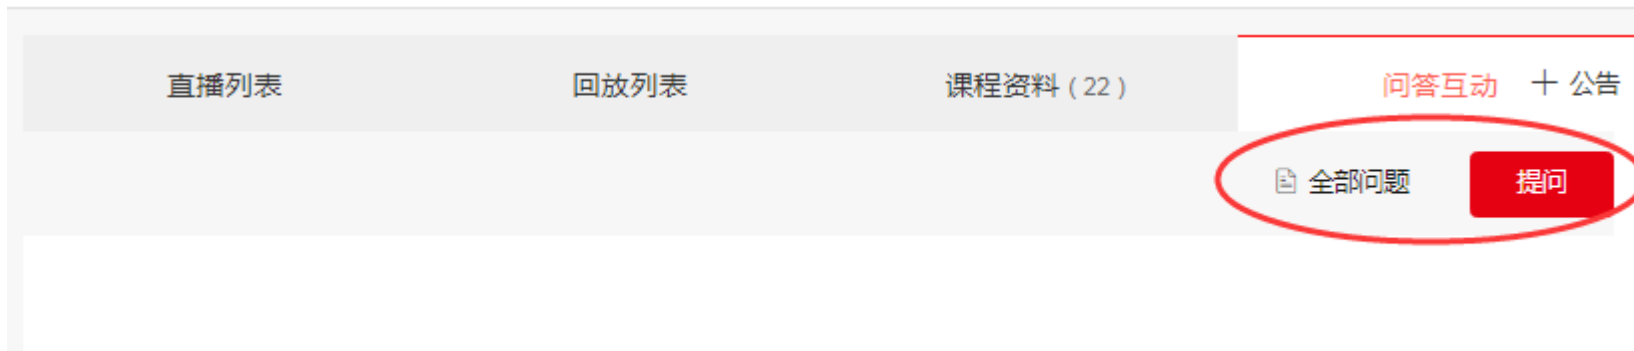 直播列表 回放列表 课程资料 ( 22 ) 问答互动 + 公告
全部问题 提问